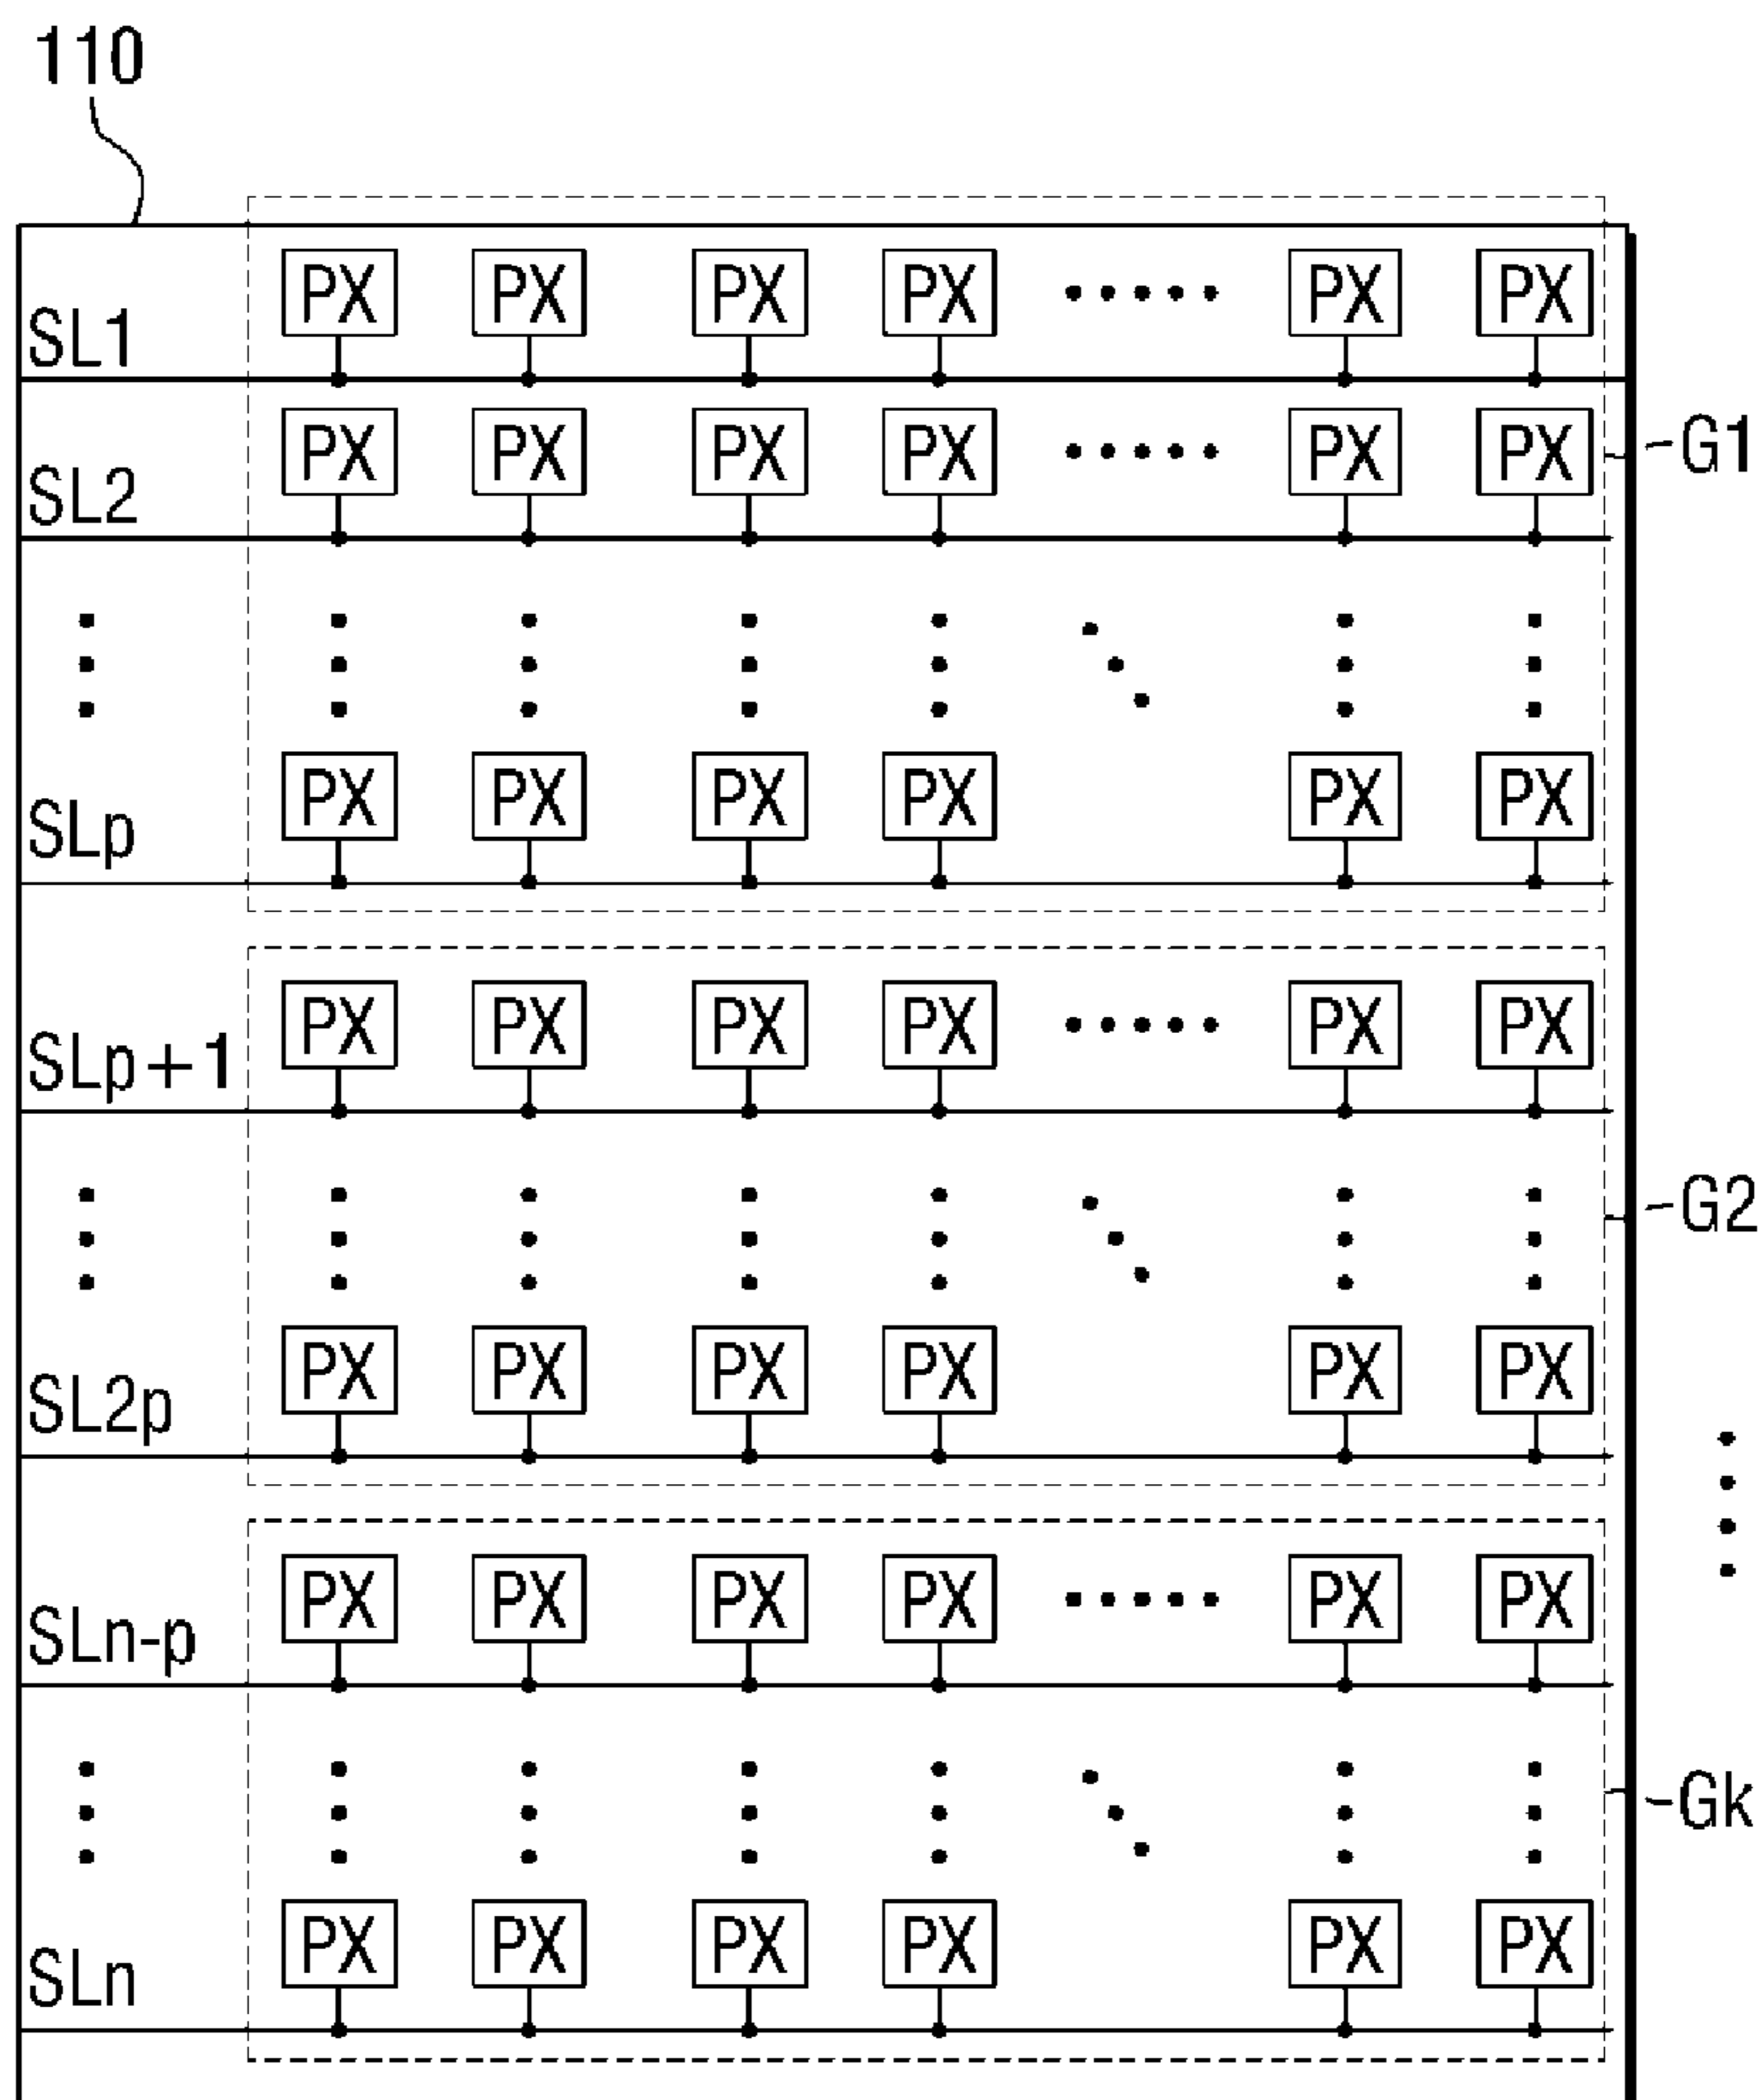 110
SL1 PX PX PX PX PX PX
SL2 PX PX PX PX PX PX G1
SLp PX PX PX PX PX PX
SLp+1 PX PX PX PX PX PX
G2
SL2p PX PX PX PX PX PX
SLn-p PX PX PX PX PX PX
Gk
SLn PX PX PX PX PX PX